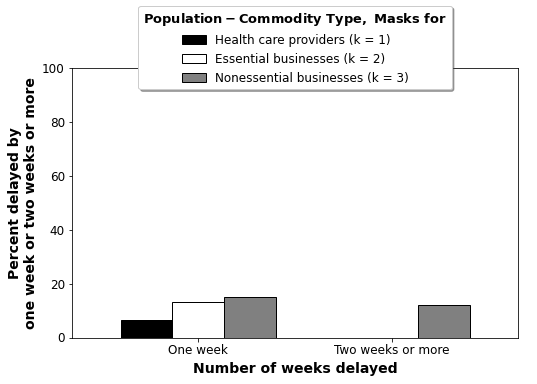 Population – Commodity Type, Masks for
Health care providers (k = 1)
Essential businesses (k = 2)
Nonessential businesses (k = 3)
Percent delayed by
one week or two weeks or more
100
80
60
40
20
0
One week
Two weeks or more
Number of weeks delayed